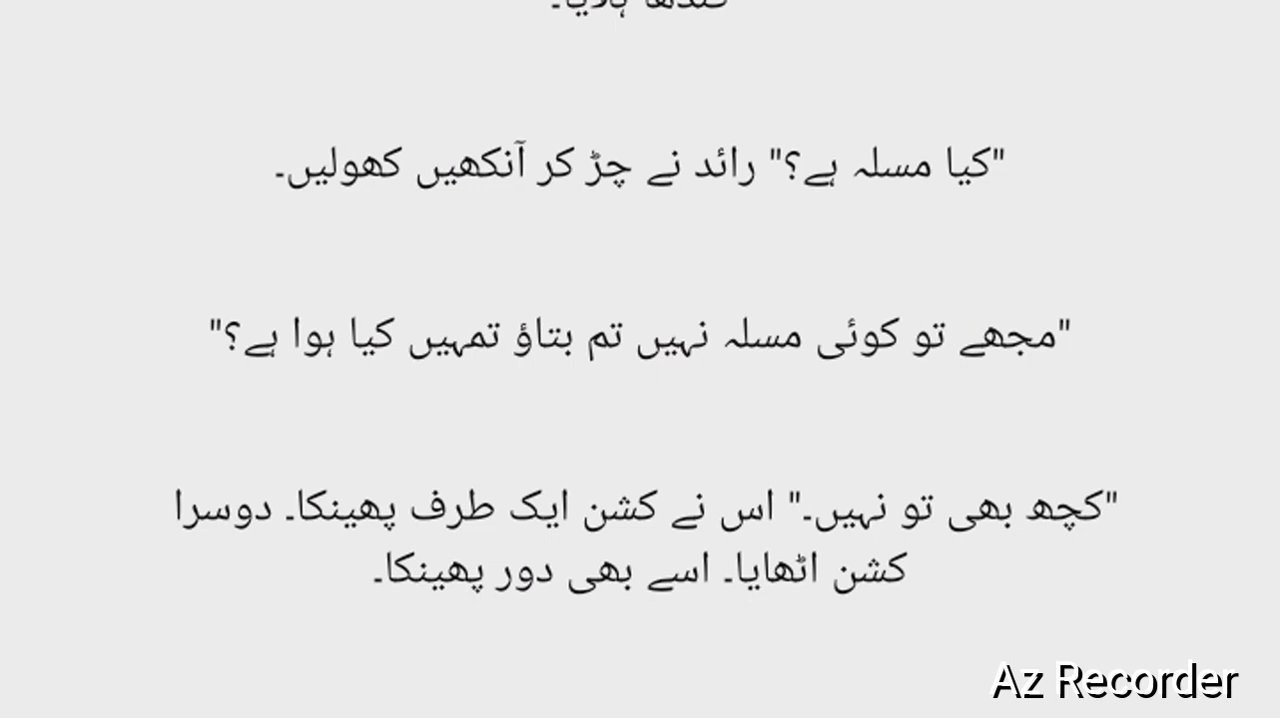 کندھا ہلایا۔
"کیا مسلہ ہے؟" رائد نے چڑ کر آنکھیں کھولیں۔
"مجھے تو کوئی مسلہ نہیں تم بتاؤ تمہیں کیا ہوا ہے؟"
"کچھ بھی تو نہیں۔" اس نے کشن ایک طرف پھینکا۔ دوسرا
کشن اٹھایا۔ اسے بھی دور پھینکا۔
Az Recorder